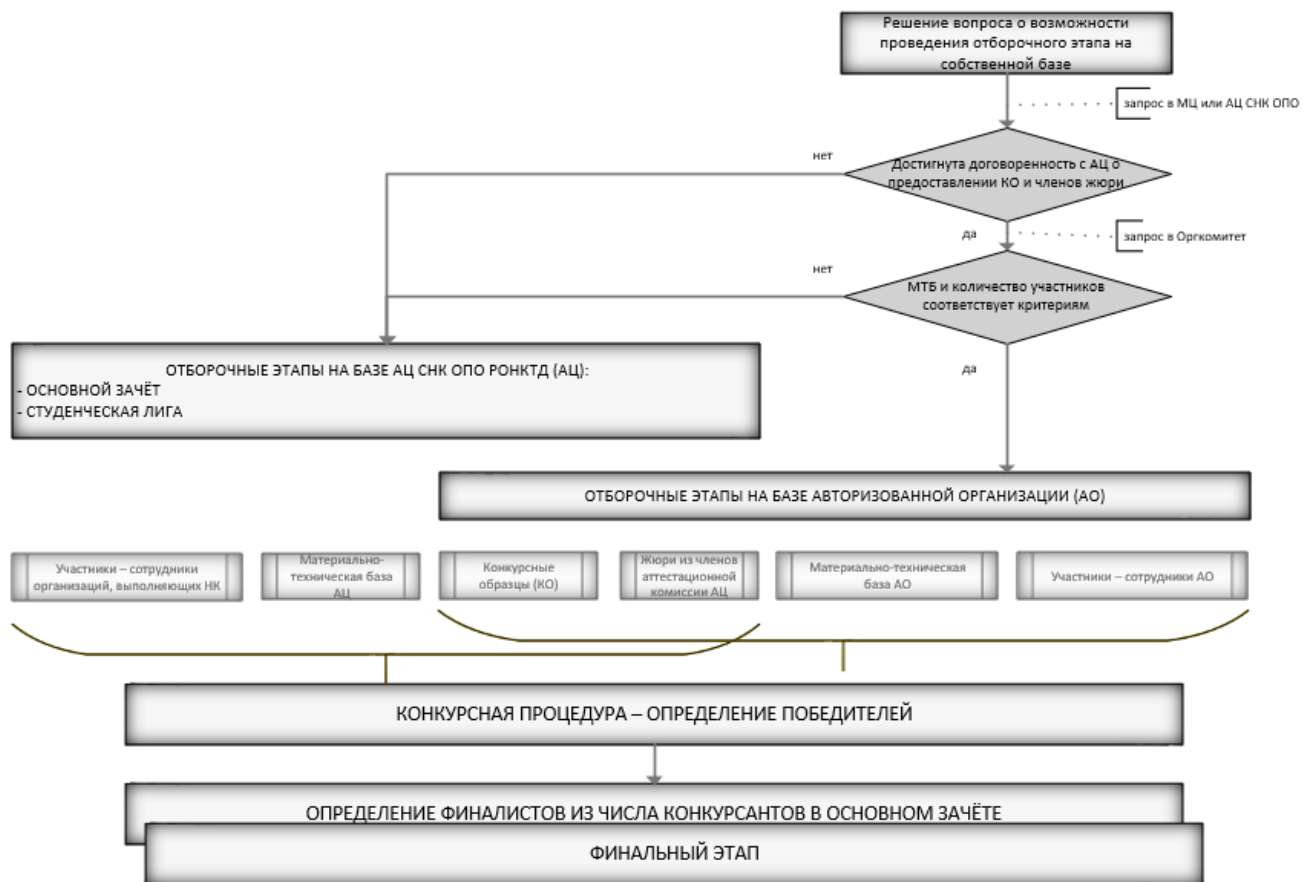 Решение вопроса о возможности
проведения отборочного этапа на
собственной базе
запрос в МЦ или АЦ СНК ОПО
нет
Достигнута договоренность с АЦ о
предоставлении КО и членов жюри
да
запрос в Оргкомитет
нет
МТБ и количество участников
соответствует критериям
да
ОТБОРОЧНЫЕ ЭТАПЫ НА БАЗЕ АЦ СНК ОПО РОНКТД (АЦ):
- ОСНОВНОЙ ЗАЧЁТ
- СТУДЕНЧЕСКАЯ ЛИГА
ОТБОРОЧНЫЕ ЭТАПЫ НА БАЗЕ АВТОРИЗОВАННОЙ ОРГАНИЗАЦИИ (АО)
Участники – сотрудники
организаций, выполняющих НК
Материально-
техническая база
АЦ
Конкурсные
образцы (КО)
Жюри из членов
аттестационной
комиссии АЦ
Материально-техническая
база АО
Участники – сотрудники АО
КОНКУРСНАЯ ПРОЦЕДУРА – ОПРЕДЕЛЕНИЕ ПОБЕДИТЕЛЕЙ
ОПРЕДЕЛЕНИЕ ФИНАЛИСТОВ ИЗ ЧИСЛА КОНКУРСАНТОВ В ОСНОВНОМ ЗАЧЁТЕ
ФИНАЛЬНЫЙ ЭТАП